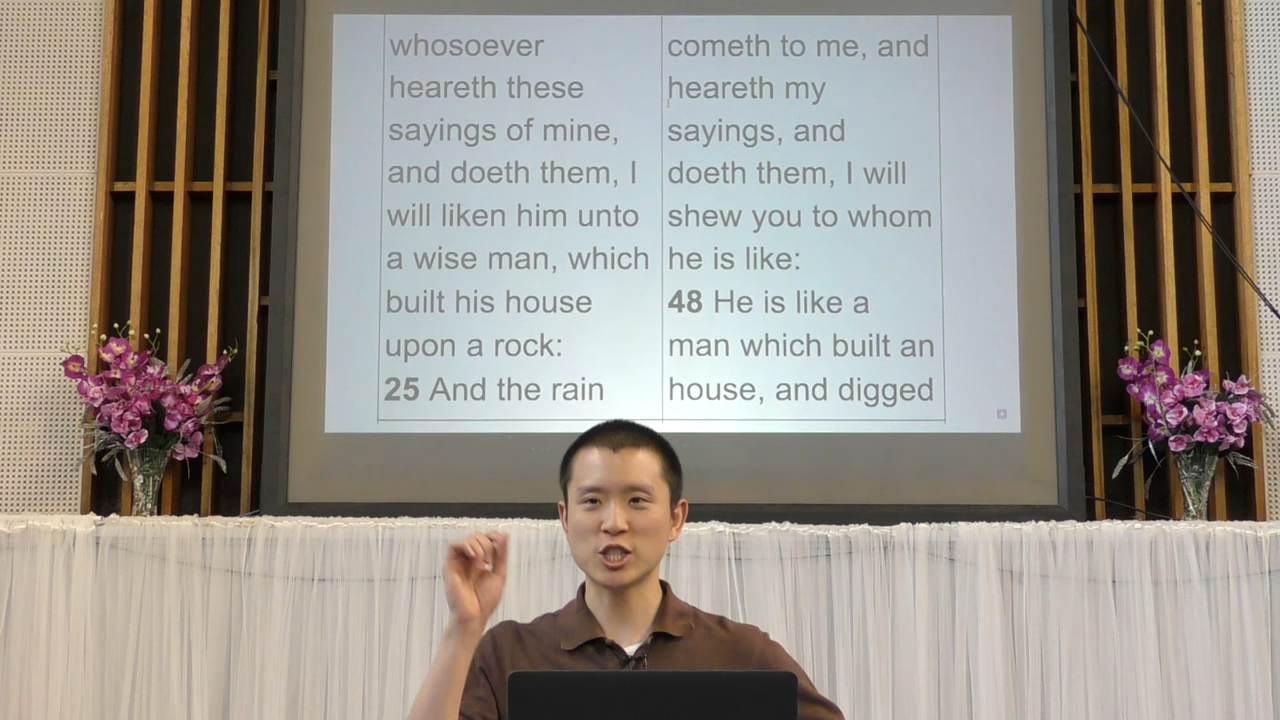 whosoever
heareth these
sayings of mine,
and doeth them, I
will liken him unto
a wise man, which
built his house
upon a rock:
25 And the rain
cometh to me, and
heareth my
sayings, and
doeth them, I will
shew you to whom
he is like:
48 He is like a
man which built an
house, and digged